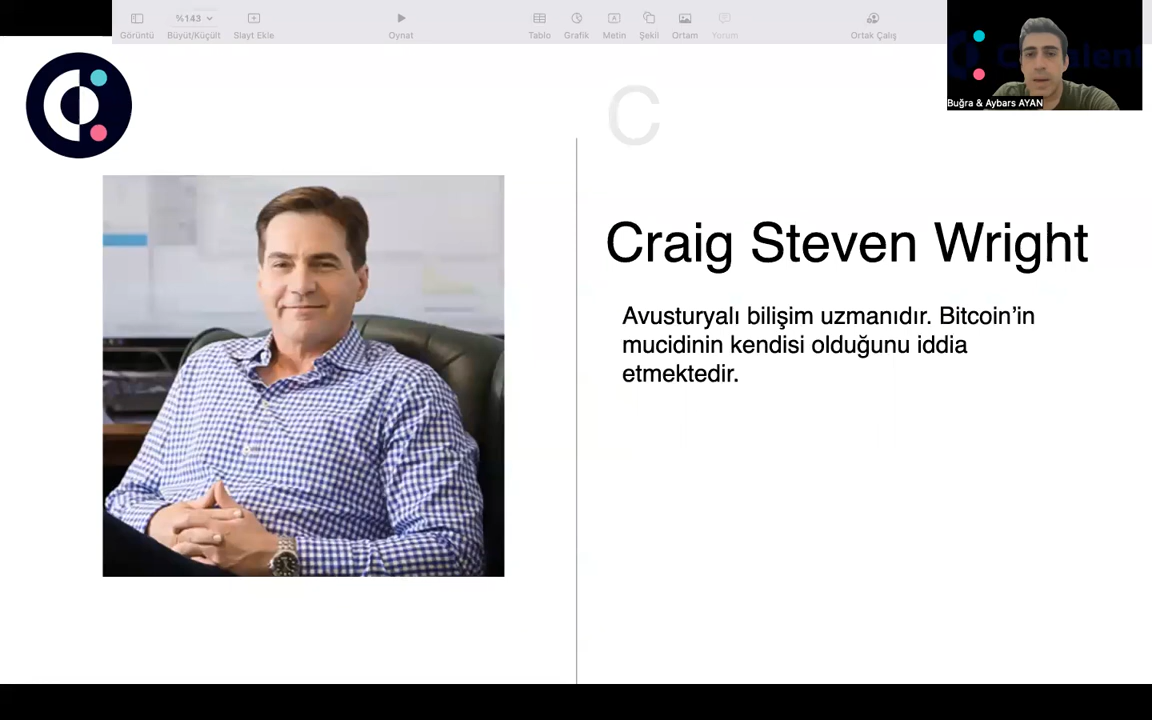 %143
Görüntü
Büyüt/Küçült
Slayt Ekle
Oynat
Tablo
Grafik
Metin
Şekil
Ortam
Yorum
Ortak Çalış
Buğra & Aybars AYAN
C
Craig Steven Wright
Avusturyalı bilişim uzmanıdır. Bitcoin’in
mucidinin kendisi olduğunu iddia
etmektedir.